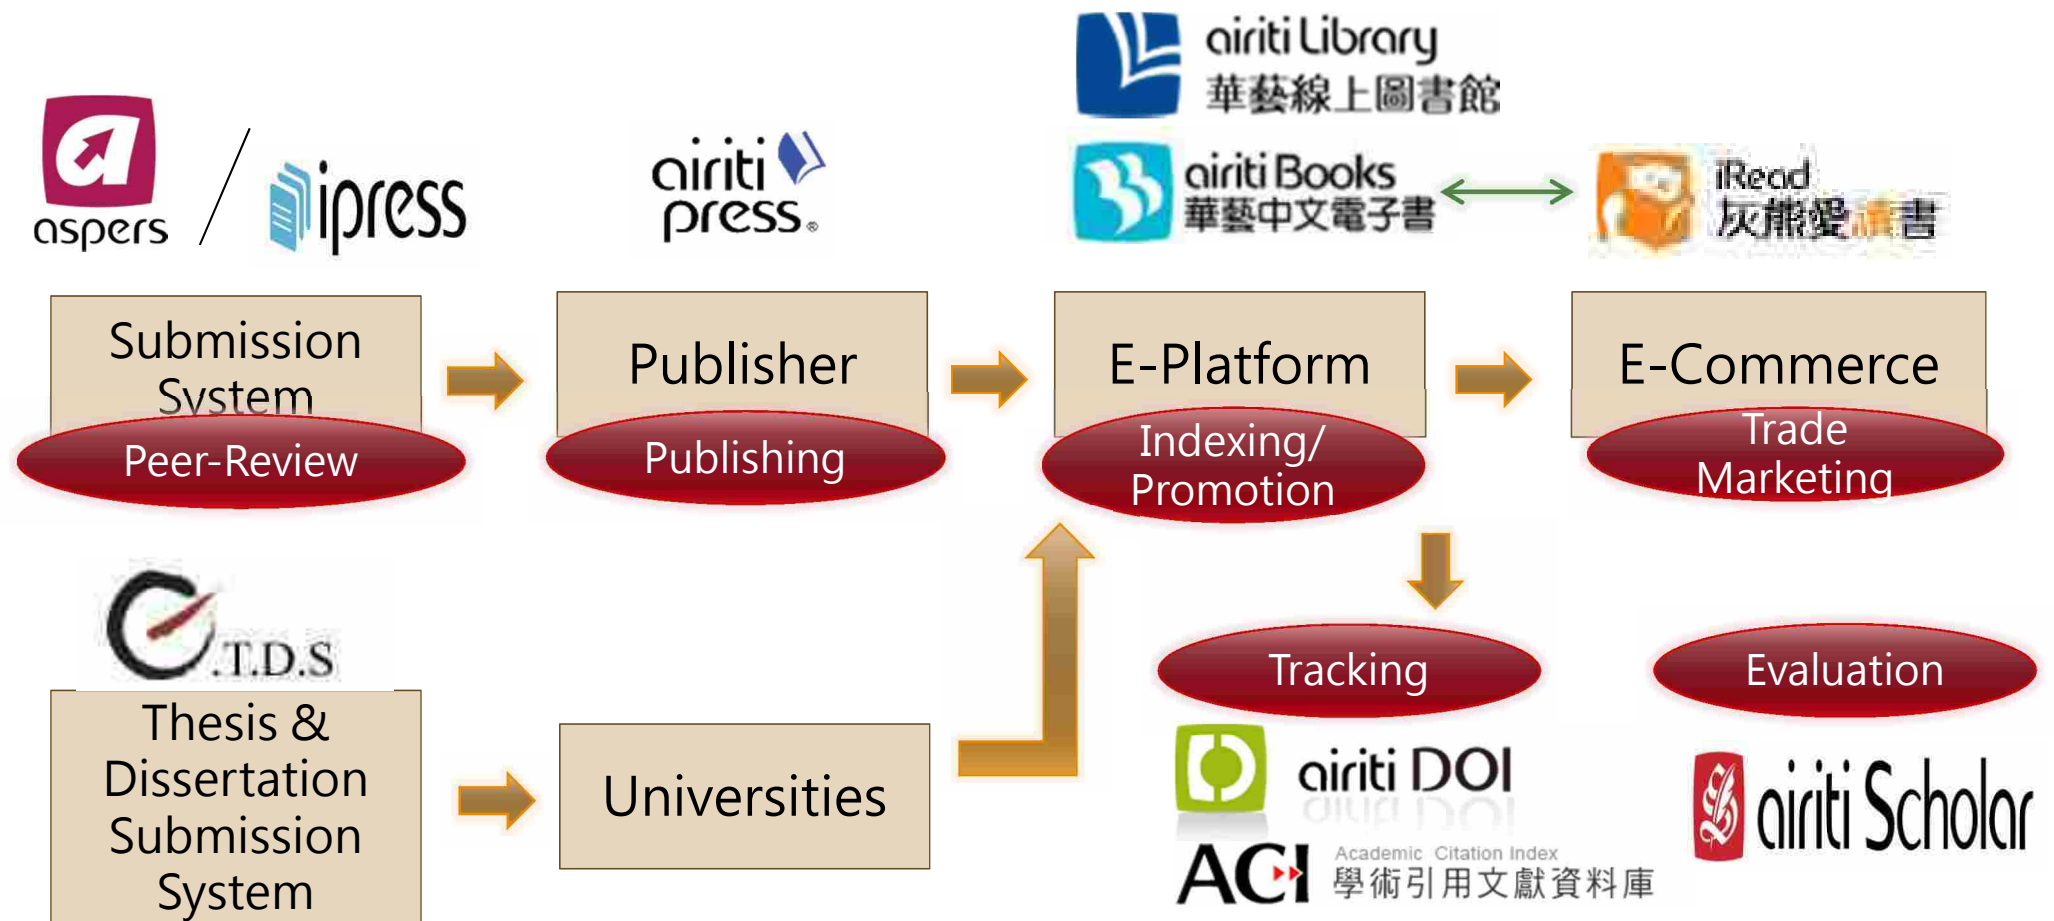 airiti Library
華藝線上圖書館
aspers
ipress
airiti
press®
airiti Books
華藝中文電子書
iRead
灰熊愛讀書
Submission
System
Peer-Review
Publisher
Publishing
E-Platform
Indexing/
Promotion
E-Commerce
Trade
Marketing
.T.D.S
Thesis &
Dissertation
Submission
System
Universities
Tracking
airiti DOI
ACI
Academic Citation Index
學術引用文獻資料庫
Evaluation
airiti Scholar